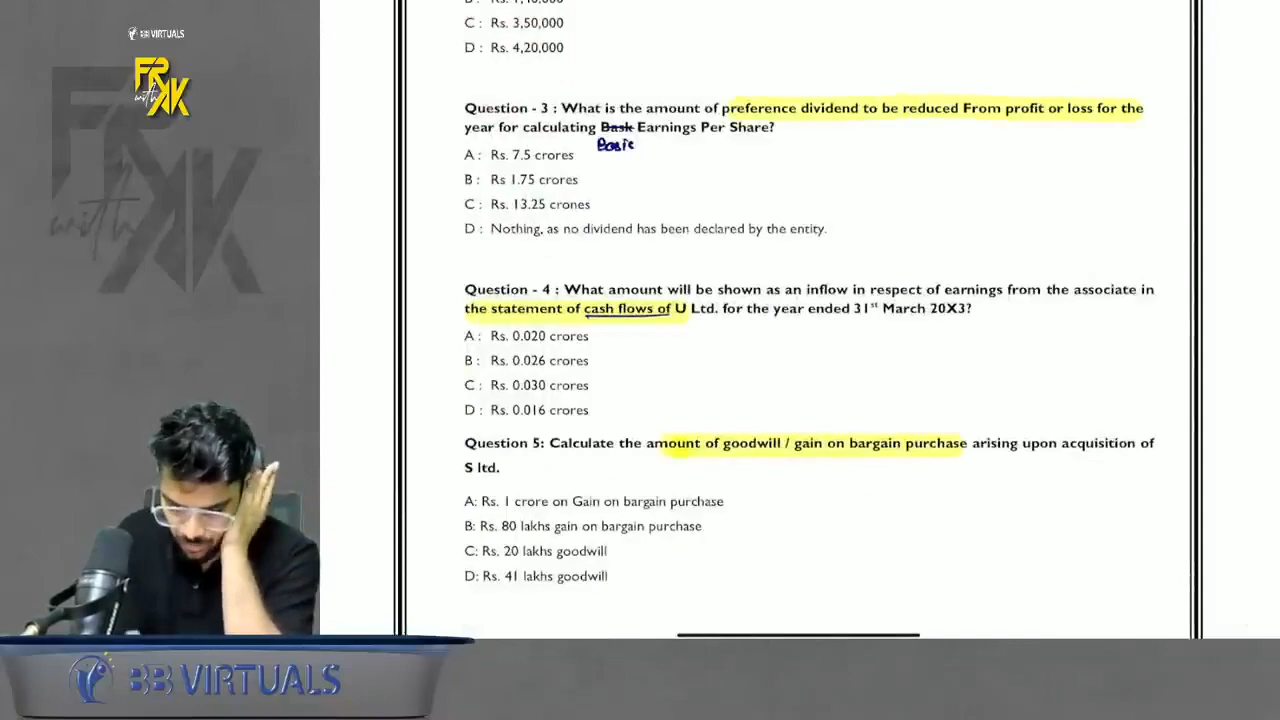 BB VIRTUALS
FR
with
AK
FR
with
AK
C : Rs. 3,50,000
D : Rs. 4,20,000
Question - 3 : What is the amount of preference dividend to be reduced From profit or loss for the
year for calculating Bask Earnings Per Share?
Basic
A : Rs. 7.5 crores
B : Rs 1.75 crores
C : Rs. 13.25 crones
D : Nothing, as no dividend has been declared by the entity.
Question - 4 : What amount will be shown as an inflow in respect of earnings from the associate in
the statement of cash flows of U Ltd. for the year ended 31st March 20X3?
A : Rs. 0.020 crores
B : Rs. 0.026 crores
C : Rs. 0.030 crores
D : Rs. 0.016 crores
Question 5: Calculate the amount of goodwill / gain on bargain purchase arising upon acquisition of
S ltd.
A: Rs. 1 crore on Gain on bargain purchase
B: Rs. 80 lakhs gain on bargain purchase
C: Rs. 20 lakhs goodwill
D: Rs. 41 lakhs goodwill
BB VIRTUALS